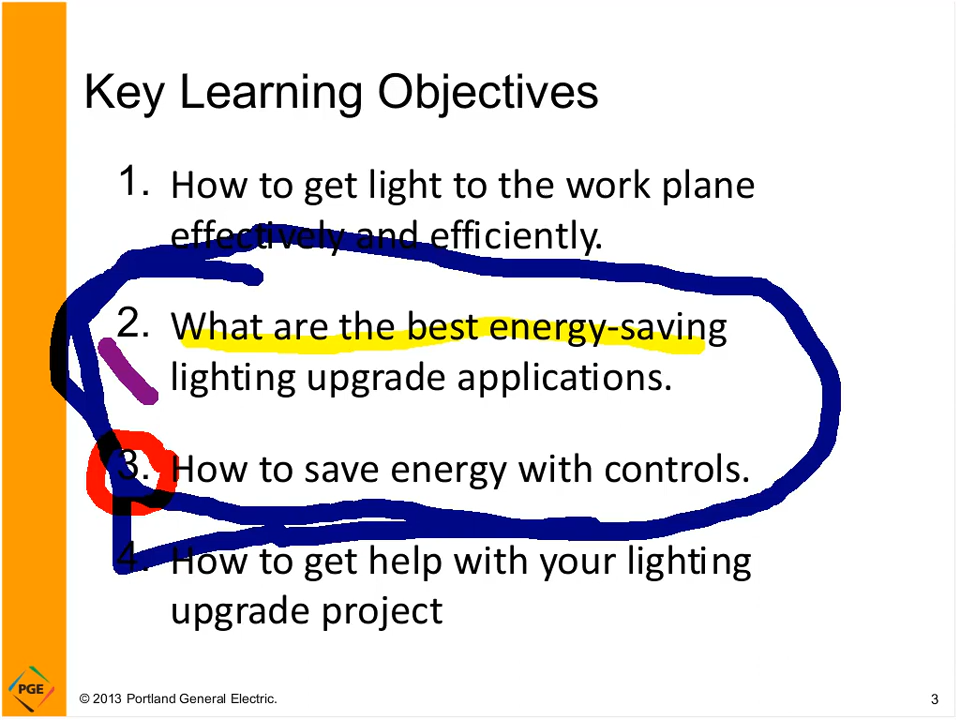 Key Learning Objectives
1. How to get light to the work plane
effectively and efficiently.
2. What are the best energy-saving
lighting upgrade applications.
3. How to save energy with controls.
4. How to get help with your lighting
upgrade project
PGE
© 2013 Portland General Electric.
3